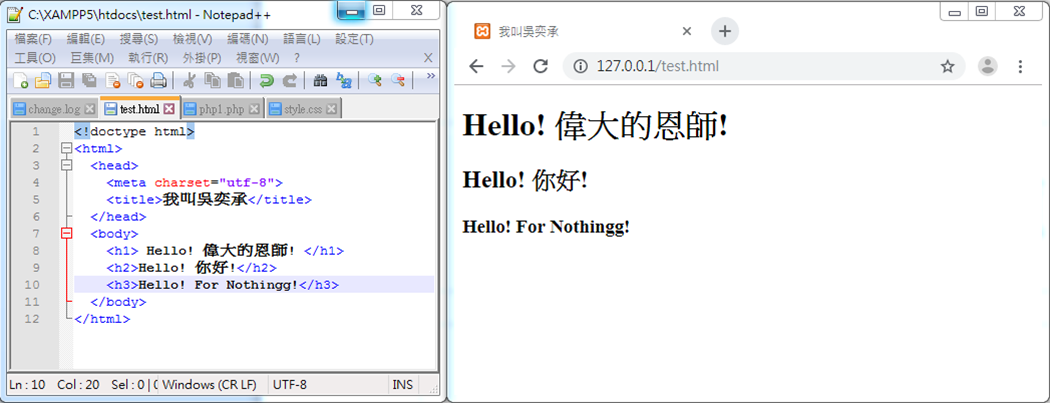 C:\XAMPP5\htdocs\test.html - Notepad++
檔案(F) 編輯(E) 搜尋(S) 檢視(V) 編碼(N) 語言(L) 設定(T)
工具(O) 巨集(M) 執行(R) 外掛(P) 視窗(W) ? X
change.log test.html php1.php style.css
1 <!doctype html>
2 <html>
3 <head>
4 <meta charset="utf-8">
5 <title>我叫吳奕承</title>
6 </head>
7 <body>
8 <h1> Hello! 偉大的恩師! </h1>
9 <h2>Hello! 你好!</h2>
10 <h3>Hello! For Nothingg!</h3>
11 </body>
12 </html>
Ln : 10 Col : 20 Sel : 0 | Windows (CR LF) UTF-8 INS
我叫吳奕承
127.0.0.1/test.html
Hello! 偉大的恩師!
Hello! 你好!
Hello! For Nothingg!